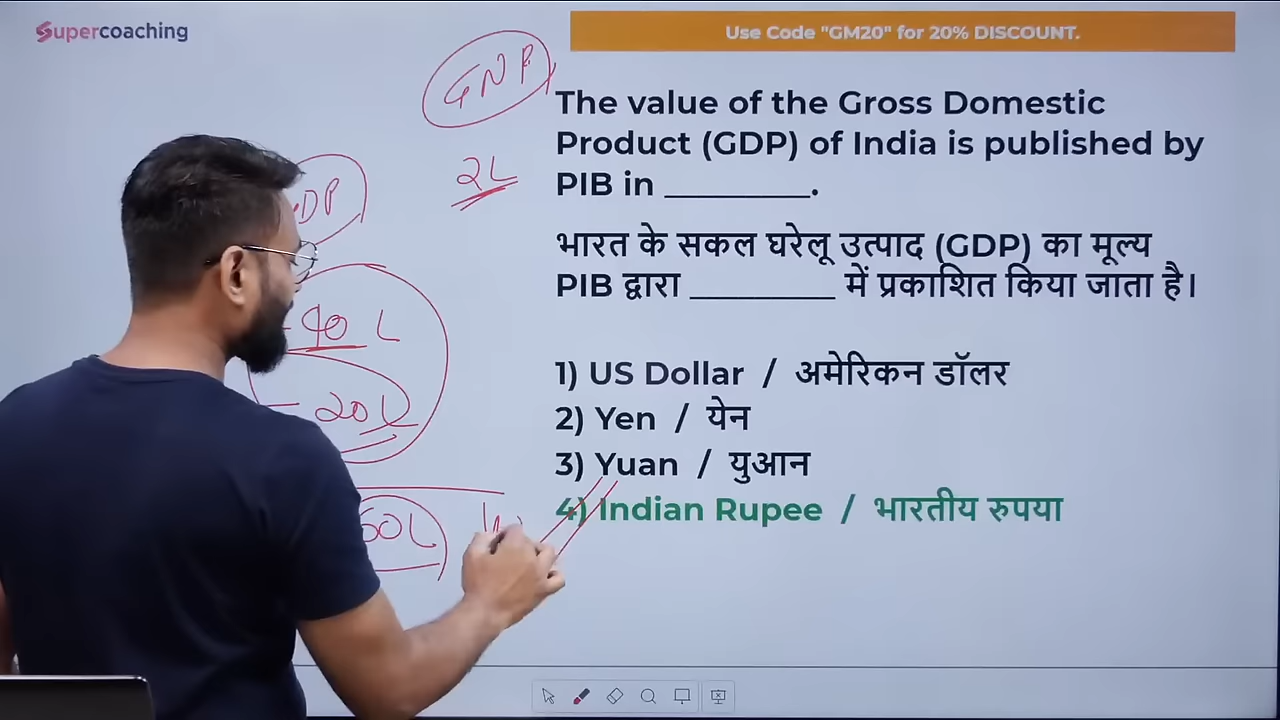 Supercoaching
Use Code "GM20" for 20% DISCOUNT.
GNP
2L
The value of the Gross Domestic
Product (GDP) of India is published by
PIB in _________.
भारत के सकल घरेलू उत्पाद (GDP) का मूल्य
PIB द्वारा _________ में प्रकाशित किया जाता है।
40 L
20L
60L
1) US Dollar / अमेरिकन डॉलर
2) Yen / येन
3) Yuan / युआन
4) Indian Rupee / भारतीय रुपया